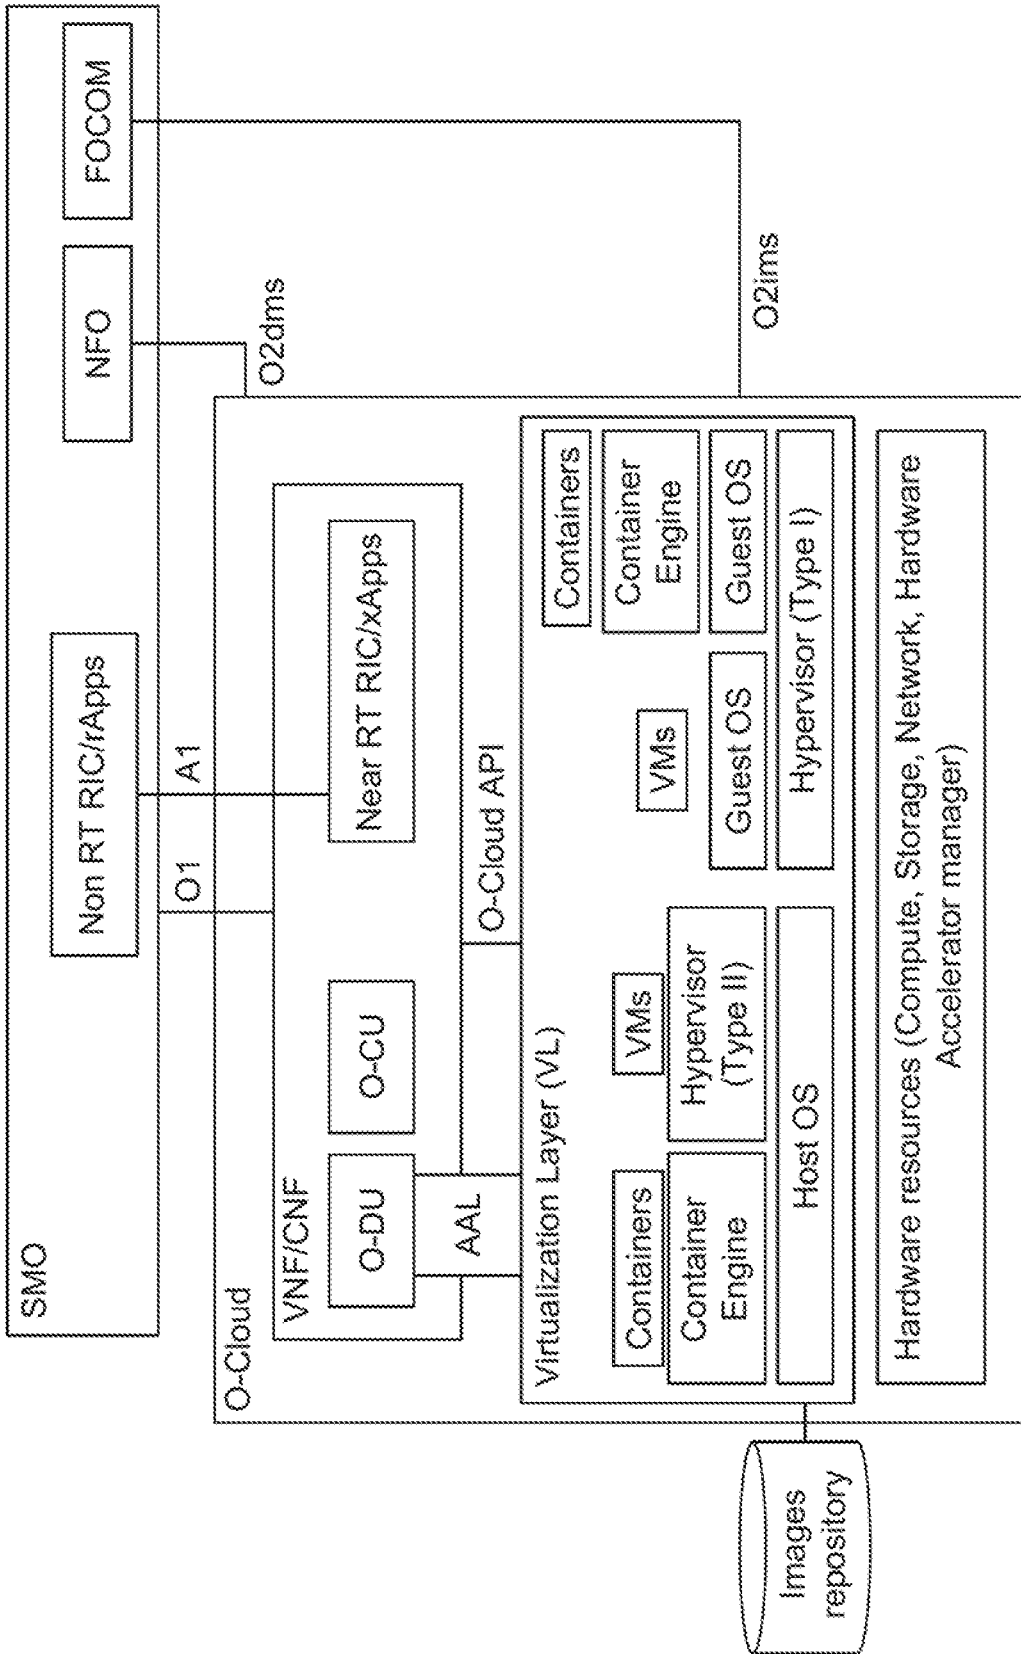 SMO
Non RT RIC/rApps
NFO
FOCOM
O1
A1
O2dms
O2ims
O-Cloud
VNF/CNF
O-DU
O-CU
Near RT RIC/xApps
AAL
O-Cloud API
Virtualization Layer (VL)
Containers
Container
Engine
VMs
Hypervisor
(Type II)
Host OS
VMs
Guest OS
Containers
Container
Engine
Guest OS
Hypervisor (Type I)
Images
repository
Hardware resources (Compute, Storage, Network, Hardware
Accelerator manager)